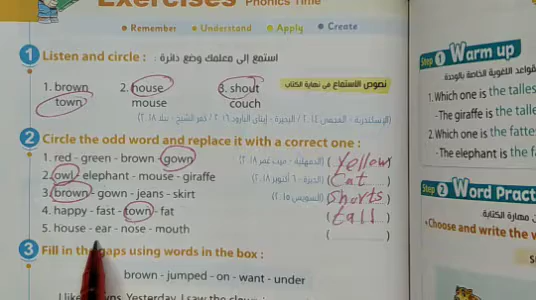 Exercises Phonics Time
Remember Understand Apply Create
1 Listen and circle : استمع إلى معلمك وضع دائرة :
1. brown 2. house 3. shout نصوص الاستماع في نهاية الكتاب
town mouse couch
2 Circle the odd word and replace it with a correct one :
1. red - green - brown - gown (yellow)
2. owl - elephant - mouse - giraffe (Cat)
3. brown - gown - jeans - skirt (Shorts)
4. happy - fast - town - fat (tall)
5. house - ear - nose - mouth ( )
3 Fill in the gaps using words in the box :
brown - jumped - on - want - under
Step 1 Warm up
1. Which one is the talles
- The giraffe is the talle
2. Which one is the fatte
- The elephant is the f
Step 2 Word Pract
Choose and write the w